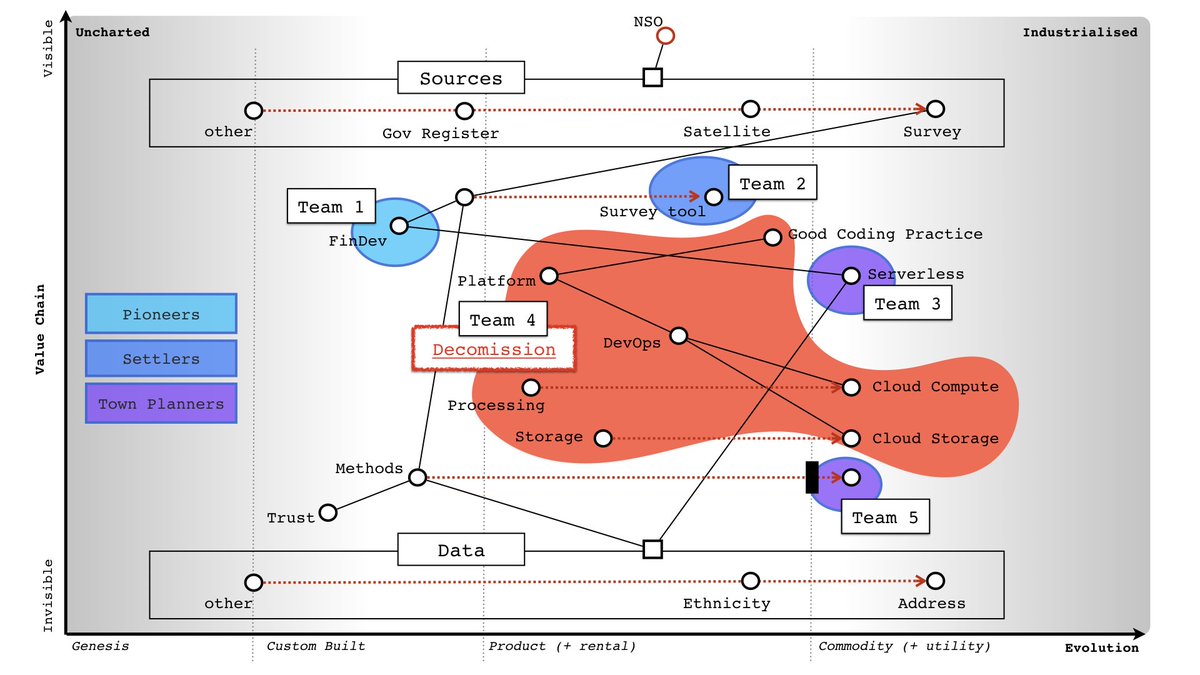 NSO
Visible
Uncharted
Industrialised
Sources
other
Gov Register
Satellite
Survey
Team 1
Team 2
Survey tool
FinDev
Good Coding Practice
Platform
Serverless
Team 3
Value Chain
Pioneers
Settlers
Town Planners
Team 4
Decomission
DevOps
Processing
Cloud Compute
Storage
Cloud Storage
Methods
Trust
Team 5
Data
Invisible
other
Ethnicity
Address
Genesis
Custom Built
Product (+ rental)
Commodity (+ utility)
Evolution